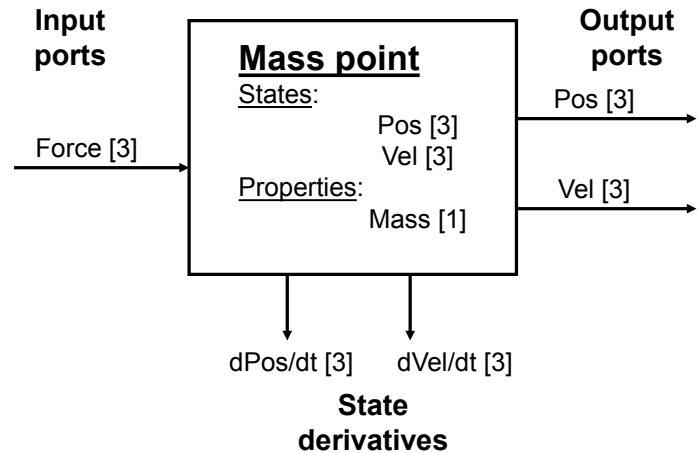 Input
ports
Output
ports
Mass point
States:
Pos [3]
Vel [3]
Properties:
Mass [1]
Force [3]
Pos [3]
Vel [3]
dPos/dt [3]
dVel/dt [3]
State
derivatives